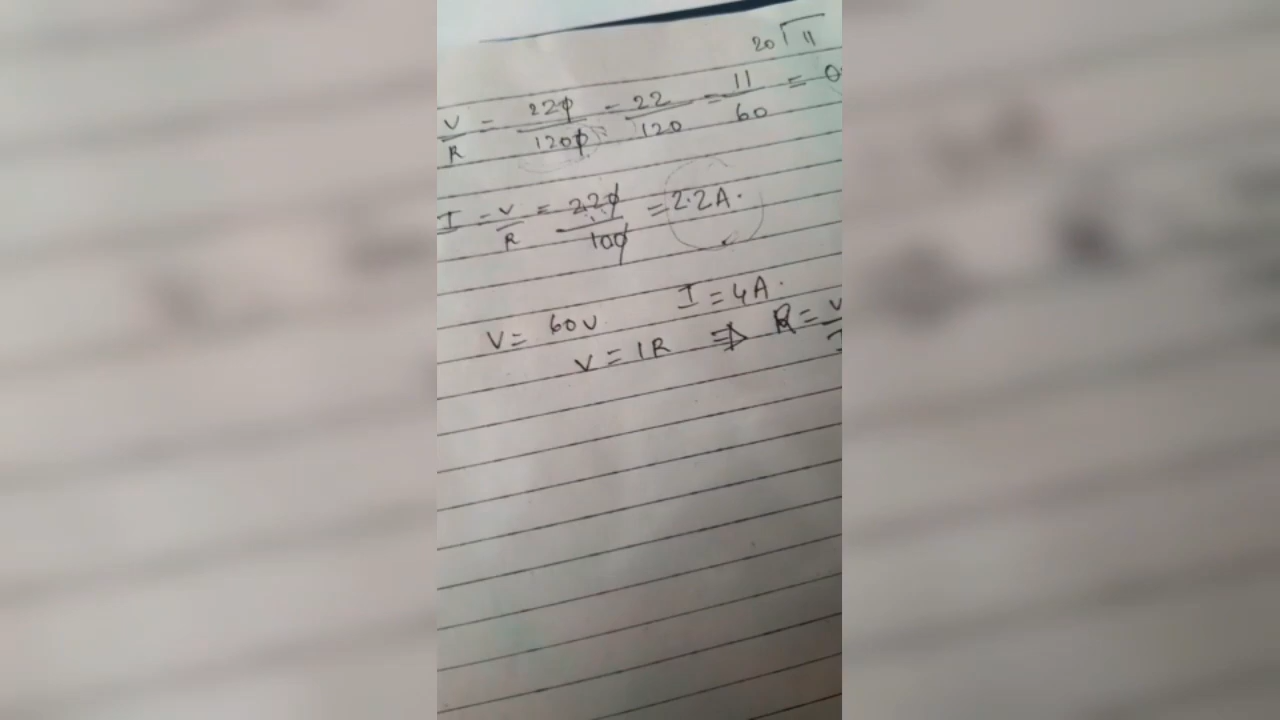 20 ⟌ 11
V/R = 220/1200 = 22/120 = 11/60 = 0.
I = V/R = 220/100 = 2.2A.
V = 60V I = 4A.
V = IR ⇒ R = V/I